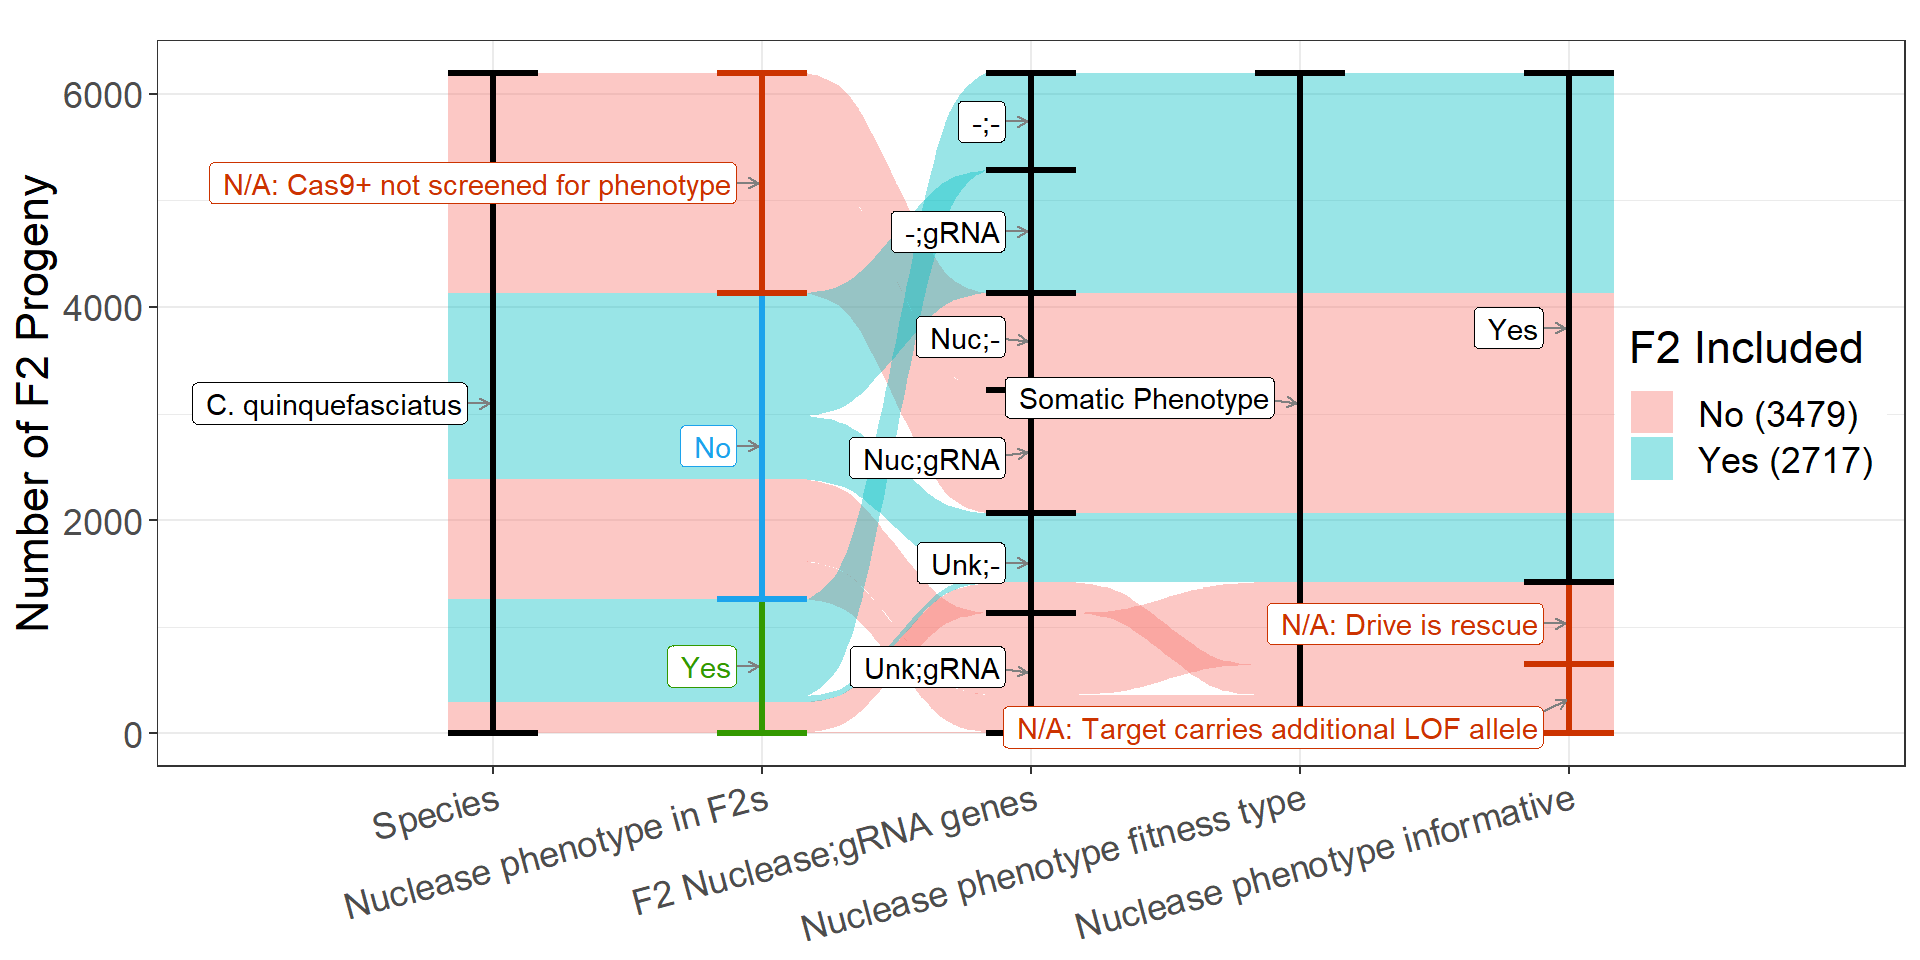 Number of F2 Progeny
6000
4000
2000
0
-;-
N/A: Cas9+ not screened for phenotype
-;gRNA
Nuc;-
Yes
C. quinquefasciatus
Somatic Phenotype
No
Nuc;gRNA
Unk;-
N/A: Drive is rescue
Yes
Unk;gRNA
N/A: Target carries additional LOF allele
F2 Included
No (3479)
Yes (2717)
Species
Nuclease phenotype in F2s
F2 Nuclease;gRNA genes
Nuclease phenotype fitness type
Nuclease phenotype informative